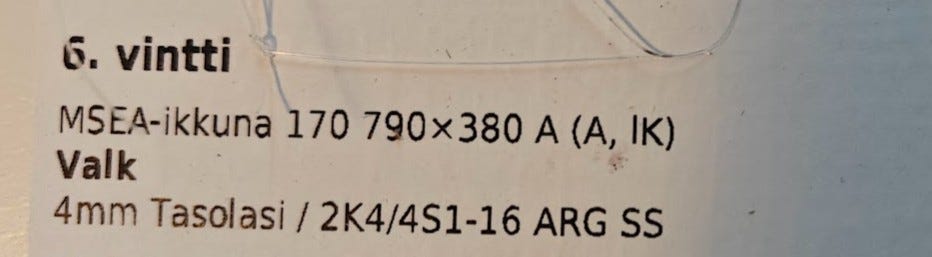 6. vintti
MSEA-ikkuna 170 790×380 A (A, IK)
Valk
4mm Tasolasi / 2K4/4S1-16 ARG SS